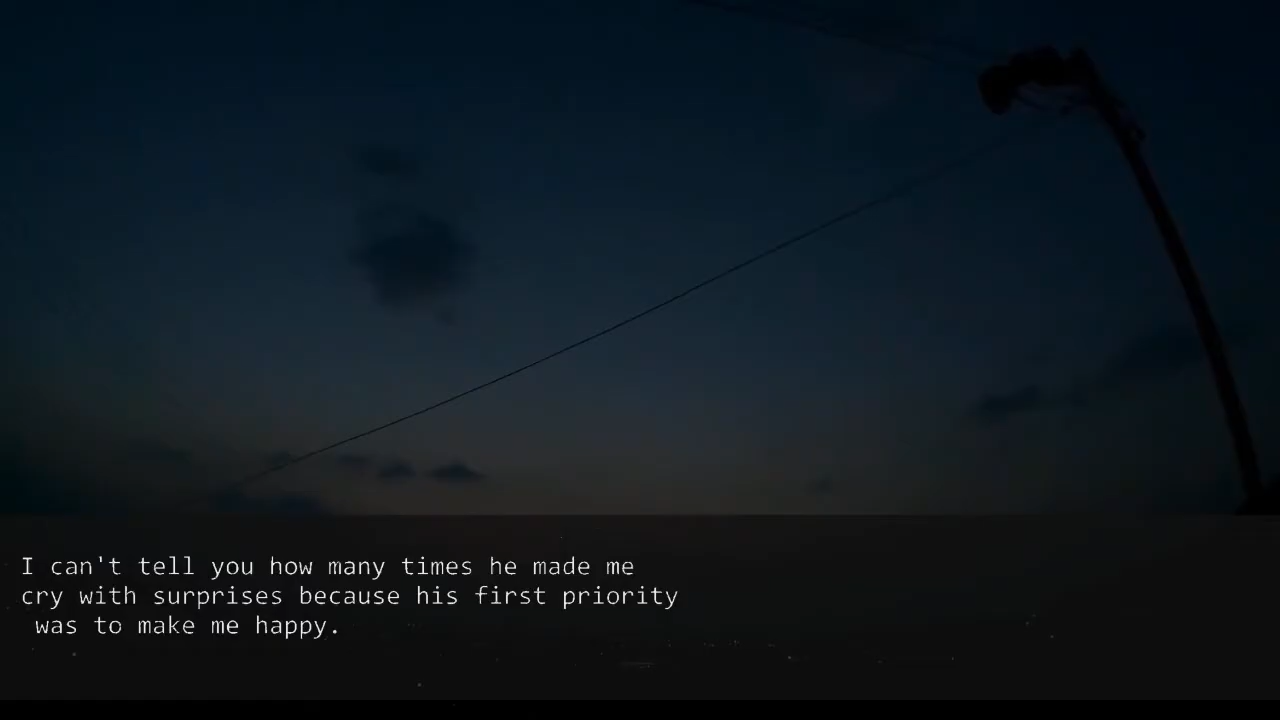 I can't tell you how many times he made me
cry with surprises because his first priority
was to make me happy.